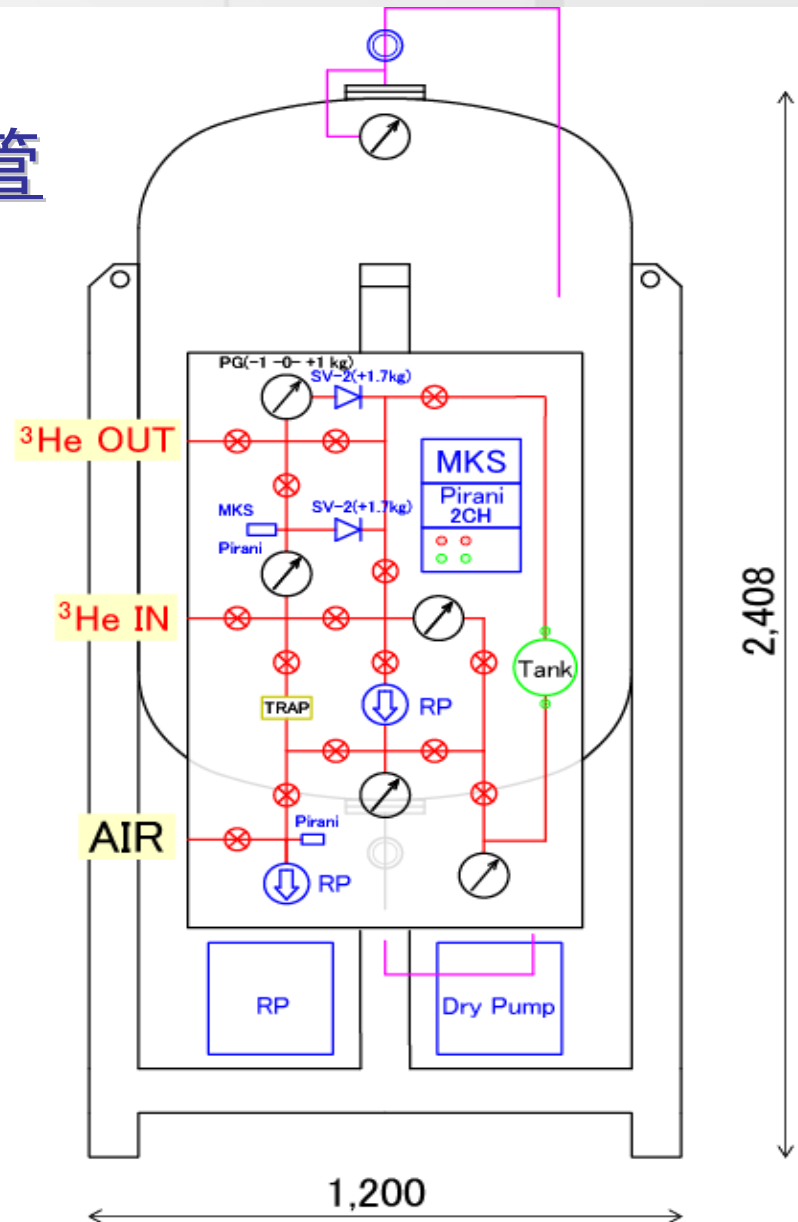 管
PG(-1 -0- +1 kg)
SV-2(+1.7kg)
³He OUT
MKS
Pirani
2CH
MKS
SV-2(+1.7kg)
Pirani
³He IN
Tank
TRAP
RP
2,408
AIR
Pirani
RP
RP
Dry Pump
1,200